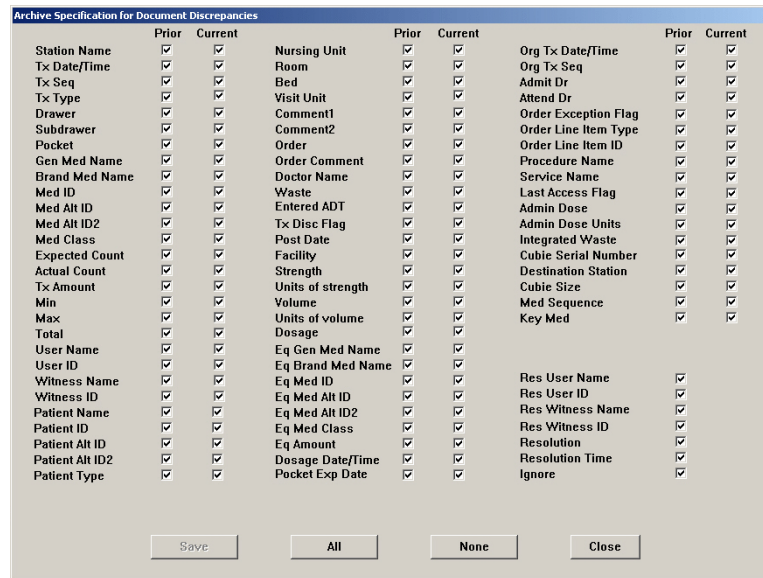 Archive Specification for Document Discrepancies
Prior Current Prior Current Prior Current
Station Name Nursing Unit Org Tx Date/Time
Tx Date/Time Room Org Tx Seq
Tx Seq Bed Admit Dr
Tx Type Visit Unit Attend Dr
Drawer Comment1 Order Exception Flag
Subdrawer Comment2 Order Line Item Type
Pocket Order Order Line Item ID
Gen Med Name Order Comment Procedure Name
Brand Med Name Doctor Name Service Name
Med ID Waste Last Access Flag
Med Alt ID Entered ADT Admin Dose
Med Alt ID2 Tx Disc Flag Admin Dose Units
Med Class Post Date Integrated Waste
Expected Count Facility Cubie Serial Number
Actual Count Strength Destination Station
Tx Amount Units of strength Cubie Size
Min Volume Med Sequence
Max Units of volume Key Med
Total Dosage
User Name Eq Gen Med Name
User ID Eq Brand Med Name
Witness Name Eq Med ID Res User Name
Witness ID Eq Med Alt ID Res User ID
Patient Name Eq Med Alt ID2 Res Witness Name
Patient ID Eq Med Class Res Witness ID
Patient Alt ID Eq Amount Resolution
Patient Alt ID2 Dosage Date/Time Resolution Time
Patient Type Pocket Exp Date Ignore
Save All None Close